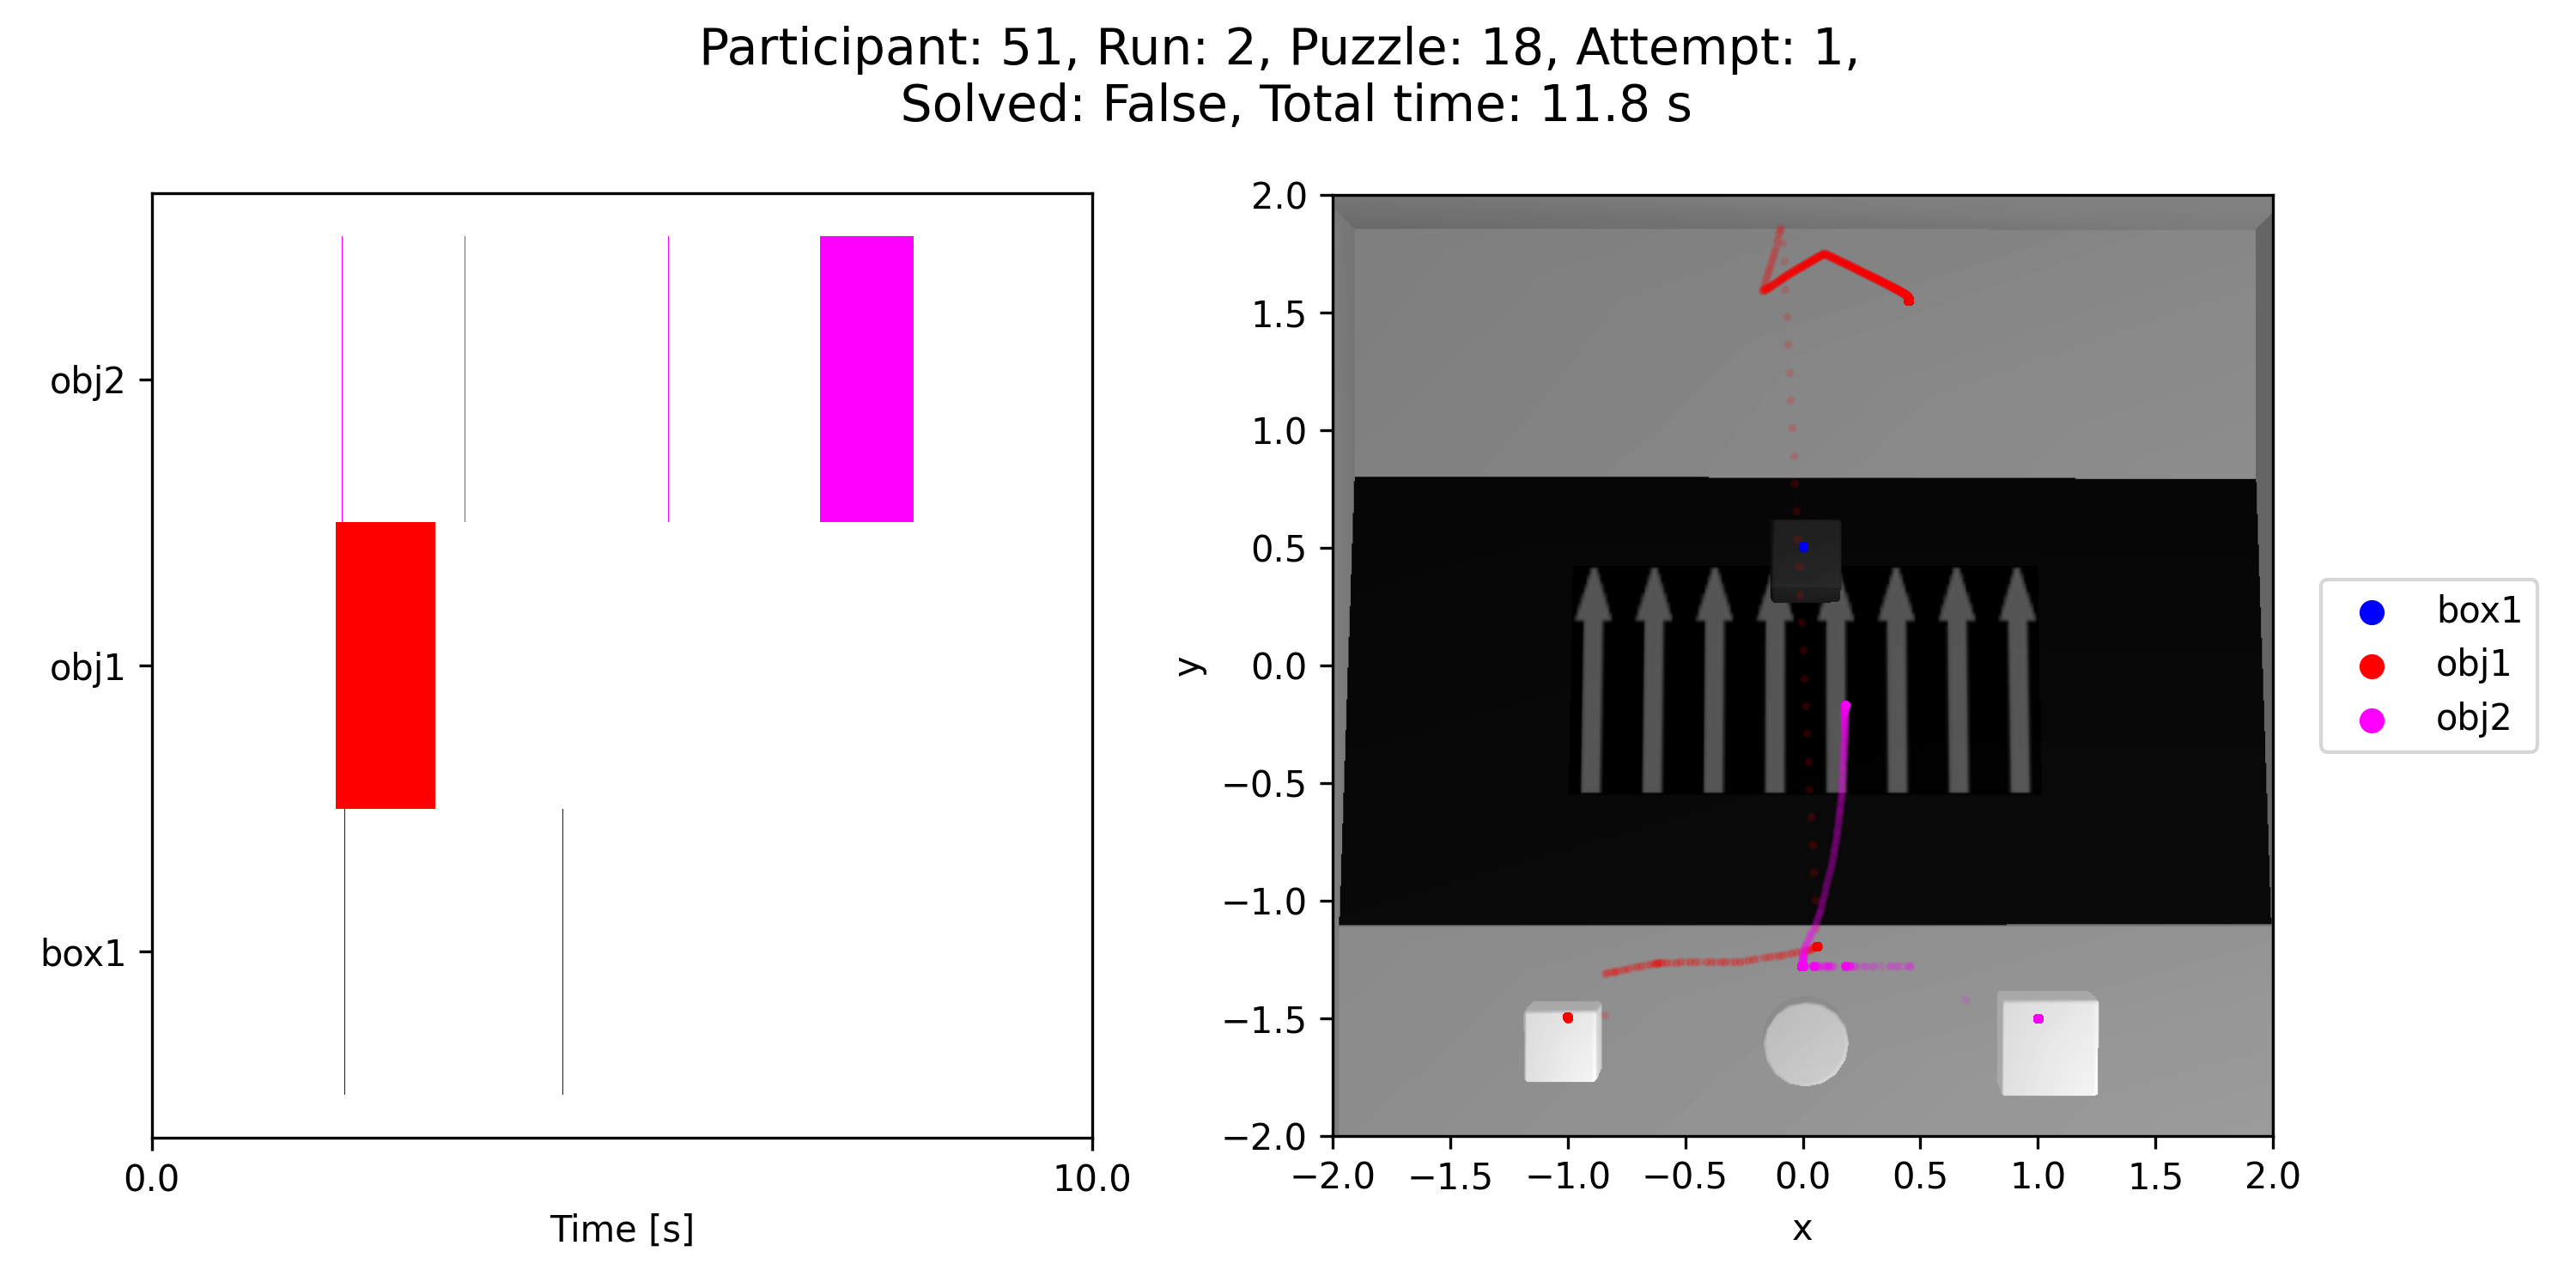 Participant: 51, Run: 2, Puzzle: 18, Attempt: 1,
Solved: False, Total time: 11.8 s
obj2
obj1
box1
0.0
10.0
Time [s]
2.0
1.5
1.0
0.5
0.0
−0.5
−1.0
−1.5
−2.0
y
−2.0
−1.5
−1.0
−0.5
0.0
0.5
1.0
1.5
2.0
x
box1
obj1
obj2